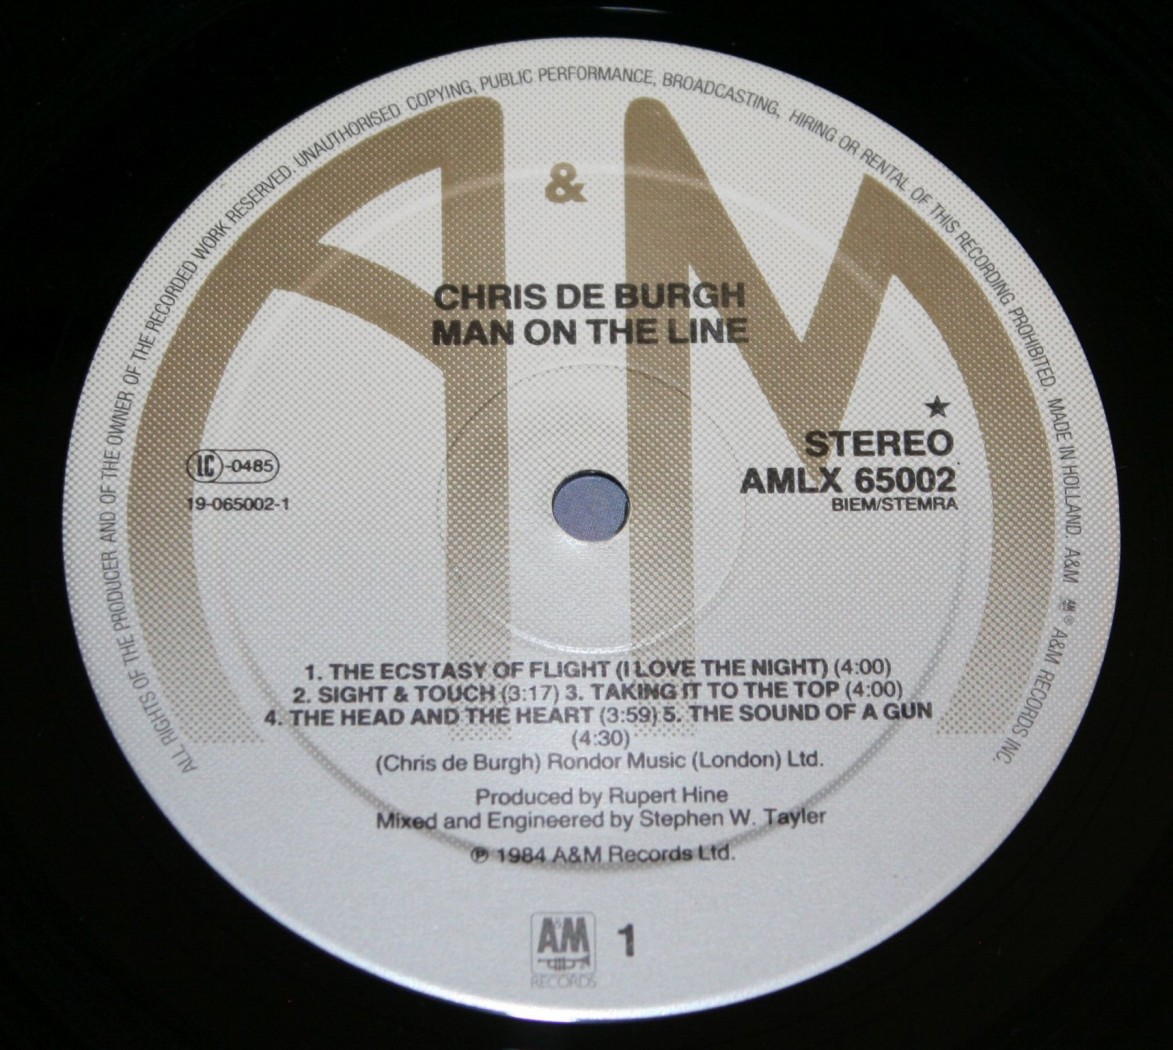 ALL RIGHTS OF THE PRODUCER AND OF THE OWNER OF THE RECORDED WORK RESERVED. UNAUTHORISED COPYING, PUBLIC PERFORMANCE, BROADCASTING, HIRING OR RENTAL OF THIS RECORDING PROHIBITED. MADE IN HOLLAND. A&M ® A&M RECORDS INC.
A & M
CHRIS DE BURGH
MAN ON THE LINE
★
STEREO
AMLX 65002
BIEM/STEMRA
LC-0485
19-065002-1
1. THE ECSTASY OF FLIGHT (I LOVE THE NIGHT) (4:00)
2. SIGHT & TOUCH (3:17) 3. TAKING IT TO THE TOP (4:00)
4. THE HEAD AND THE HEART (3:59) 5. THE SOUND OF A GUN
(4:30)
(Chris de Burgh) Rondor Music (London) Ltd.
Produced by Rupert Hine
Mixed and Engineered by Stephen W. Tayler
℗ 1984 A&M Records Ltd.
A&M
RECORDS
1